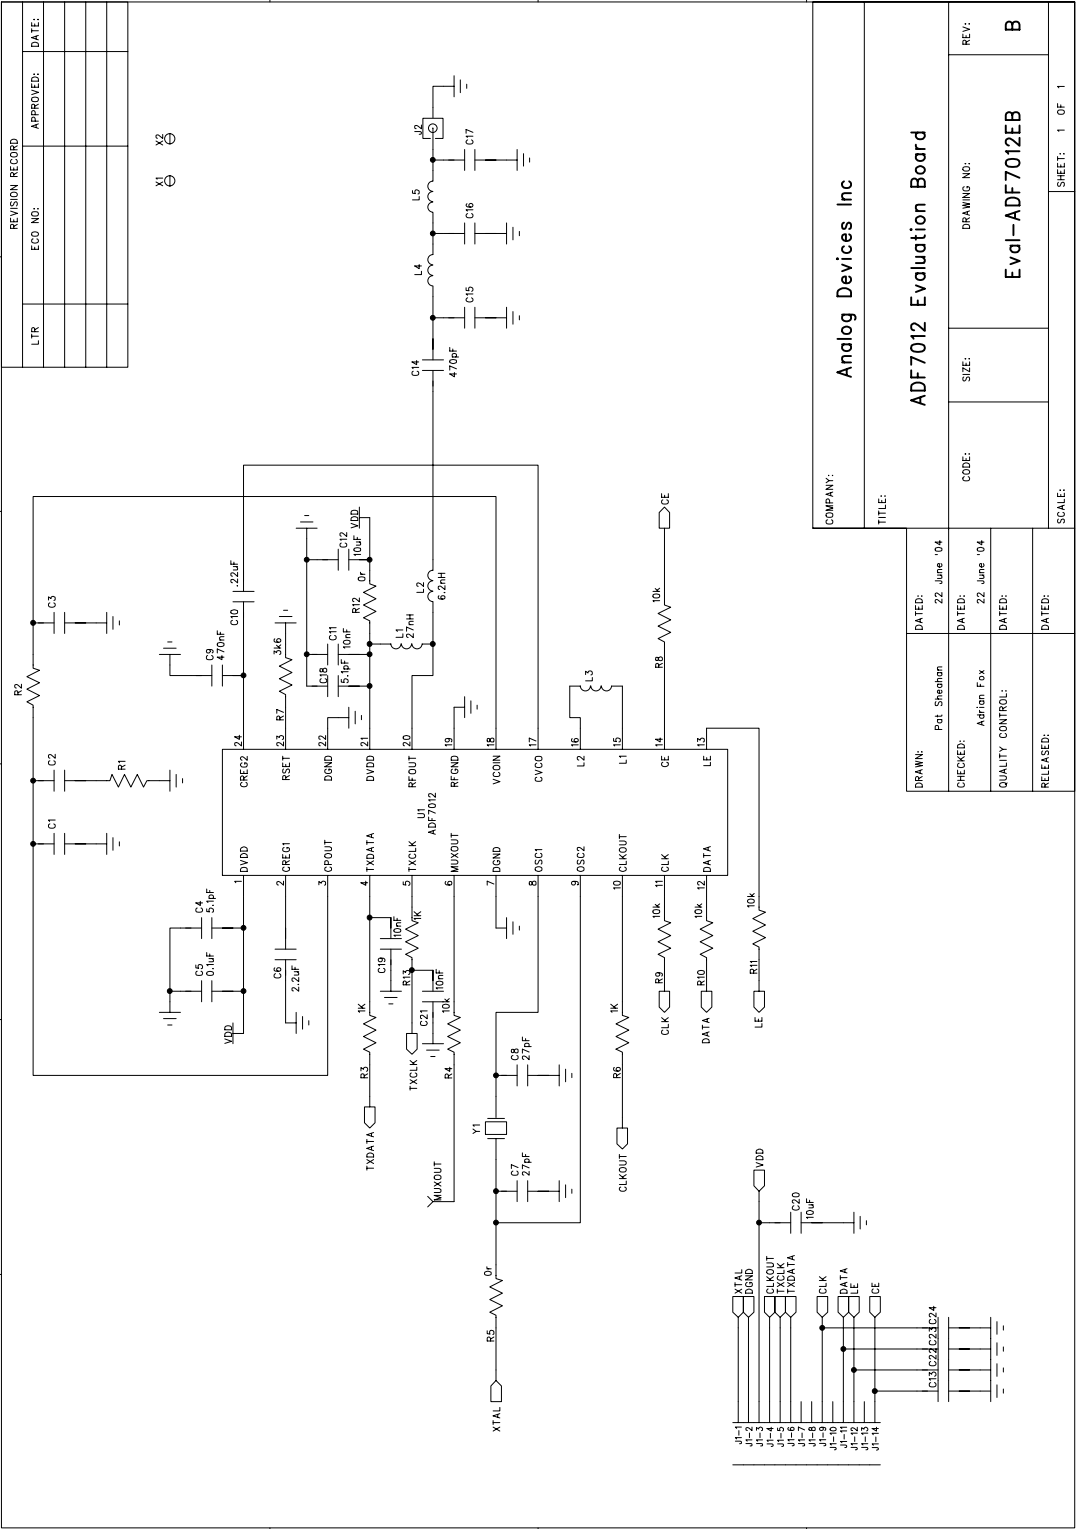 REVISION RECORD
LTR
ECO NO:
APPROVED:
DATE:
X1
X2
R2
C1
C2
R1
C3
C5
0.1uF
C4
5.1pF
VDD
C6
2.2uF
C9
470nF
C10
.22uF
R7
3k6
C18
5.1pF
C11
10nF
C12
10uF
VDD
R12
0r
L1
27nH
L2
6.2nH
C14
470pF
C15
L4
C16
L5
C17
J2
1
DVDD
2
CREG1
3
CPOUT
4
TXDATA
5
TXCLK
6
MUXOUT
7
DGND
8
OSC1
9
OSC2
10
CLKOUT
11
CLK
12
DATA
U1
ADF7012
CREG2
24
RSET
23
DGND
22
DVDD
21
RFOUT
20
RFGND
19
VCOIN
18
CVCO
17
L2
16
L1
15
CE
14
LE
13
L3
R8
10k
CE
TXDATA
R3
1K
C19
10nF
TXCLK
R13
1K
C21
10nF
MUXOUT
R4
10k
XTAL
R5
0r
C7
27pF
Y1
C8
27pF
CLKOUT
R6
1K
CLK
R9
10k
DATA
R10
10k
LE
R11
10k
J1-1
J1-2
J1-3
J1-4
J1-5
J1-6
J1-7
J1-8
J1-9
J1-10
J1-11
J1-12
J1-13
J1-14
XTAL
DGND
CLKOUT
TXCLK
TXDATA
CLK
DATA
LE
CE
VDD
C20
10uF
C13
C22
C23
C24
COMPANY:
Analog Devices Inc
TITLE:
ADF7012 Evaluation Board
DRAWN:
Pat Sheahan
DATED:
22 June '04
CHECKED:
Adrian Fox
DATED:
22 June '04
QUALITY CONTROL:
DATED:
RELEASED:
DATED:
CODE:
SIZE:
DRAWING NO:
Eval-ADF7012EB
REV:
B
SCALE:
SHEET: 1 OF 1